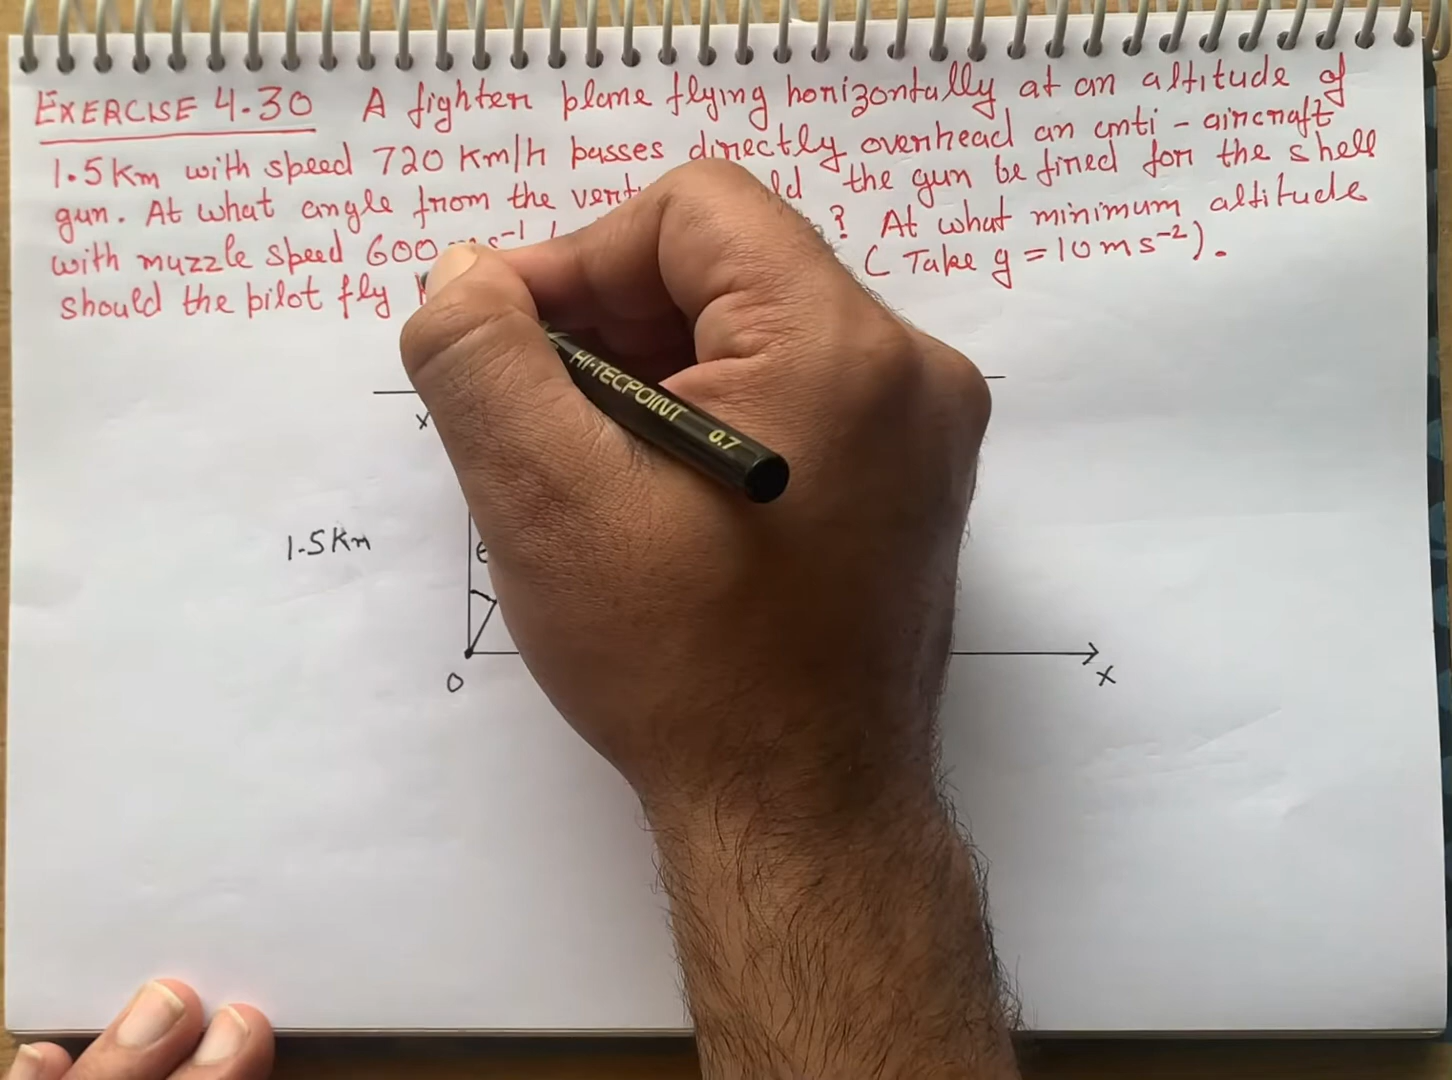 EXERCISE 4.30 A fighter plane flying horizontally at an altitude of
1.5 Km with speed 720 Km/h passes directly overhead an anti-aircraft
gun. At what angle from the the gun be fired for the shell
with muzzle speed 600 s⁻¹ ? At what minimum altitude
should the pilot fly (Take g = 10 m s⁻²).
HI-TECPOINT 0.7
X
1.5 Km
O
X